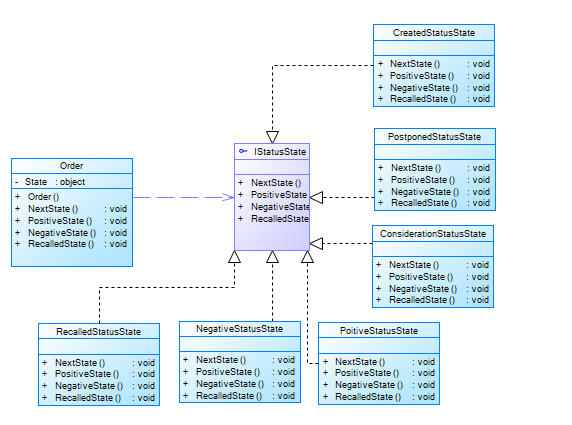 CreatedStatusState
+ NextState () : void
+ PositiveState () : void
+ NegativeState () : void
+ RecalledState () : void
IStatusState
+ NextState ()
+ PositiveState
+ NegativeState
+ RecalledState
PostponedStatusState
+ NextState () : void
+ PositiveState () : void
+ NegativeState () : void
+ RecalledState () : void
Order
- State : object
+ Order ()
+ NextState () : void
+ PositiveState () : void
+ NegativeState () : void
+ RecalledState () : void
ConsiderationStatusState
+ NextState () : void
+ PositiveState () : void
+ NegativeState () : void
+ RecalledState () : void
RecalledStatusState
+ NextState () : void
+ PositiveState () : void
+ NegativeState () : void
+ RecalledState () : void
NegativeStatusState
+ NextState () : void
+ PositiveState () : void
+ NegativeState () : void
+ RecalledState () : void
PoitiveStatusState
+ NextState () : void
+ PositiveState () : void
+ NegativeState () : void
+ RecalledState () : void